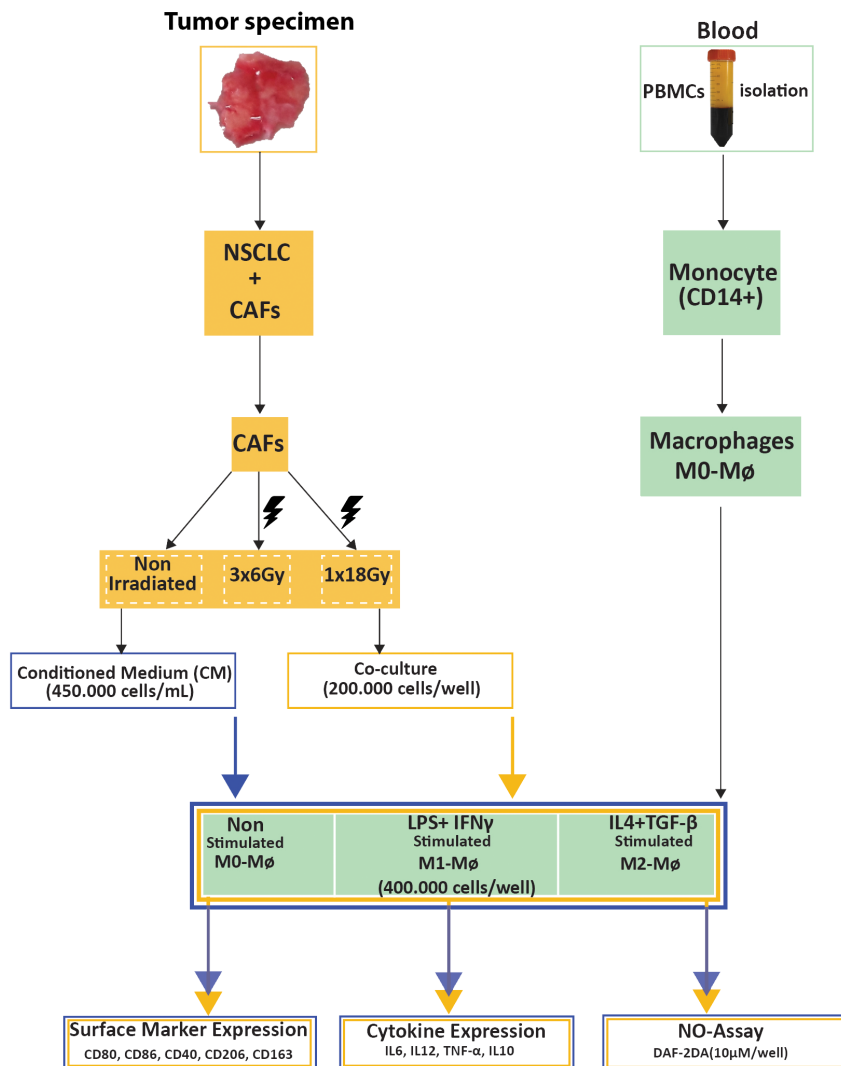 Tumor specimen
Blood
PBMCs isolation
NSCLC
+
CAFs
Monocyte
(CD14+)
CAFs
Macrophages
M0-Mø
Non
Irradiated
3x6Gy
1x18Gy
Conditioned Medium (CM)
(450.000 cells/mL)
Co-culture
(200.000 cells/well)
Non
Stimulated
M0-Mø
LPS+ IFNγ
Stimulated
M1-Mø
(400.000 cells/well)
IL4+TGF-β
Stimulated
M2-Mø
Surface Marker Expression
CD80, CD86, CD40, CD206, CD163
Cytokine Expression
IL6, IL12, TNF-α, IL10
NO-Assay
DAF-2DA(10µM/well)